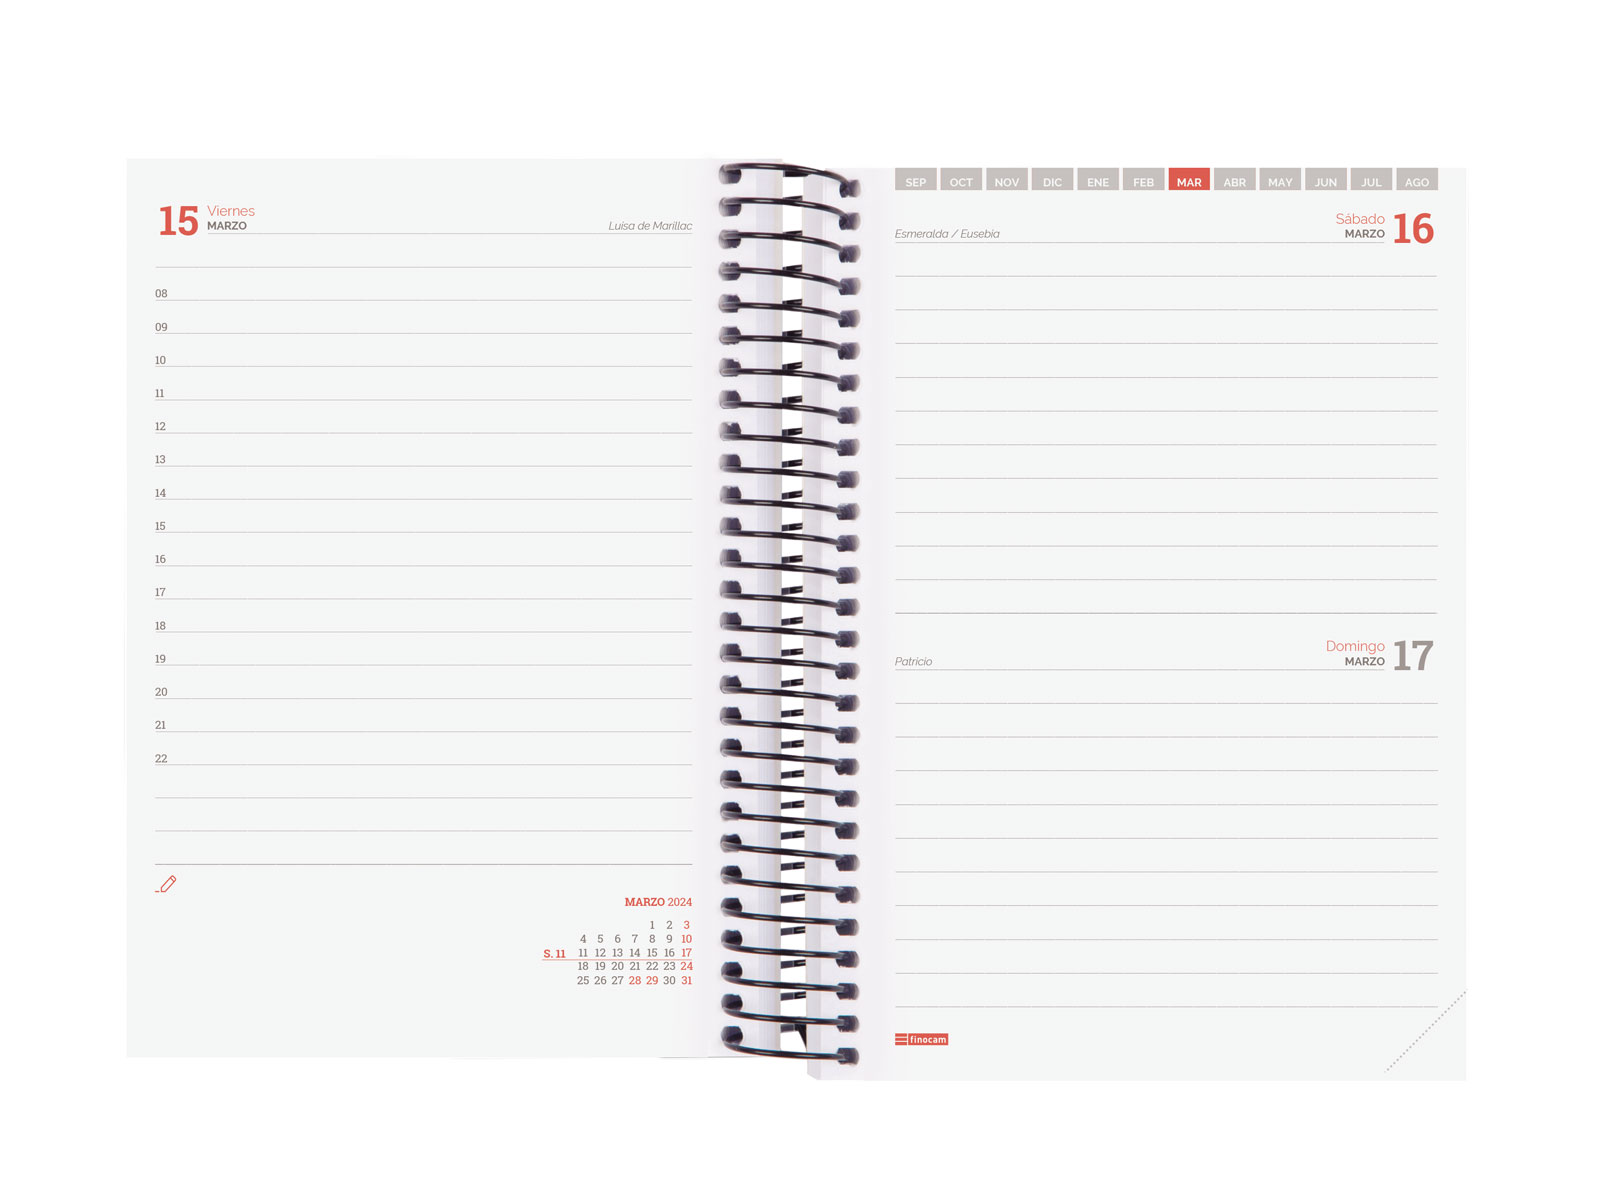 15 Viernes
MARZO
Luisa de Marillac
08
09
10
11
12
13
14
15
16
17
18
19
20
21
22
MARZO 2024
1 2 3
4 5 6 7 8 9 10
S. 11 11 12 13 14 15 16 17
18 19 20 21 22 23 24
25 26 27 28 29 30 31
SEP OCT NOV DIC ENE FEB MAR ABR MAY JUN JUL AGO
Sábado 16
Esmeralda / Eusebia MARZO
Domingo 17
Patricio MARZO
finocam